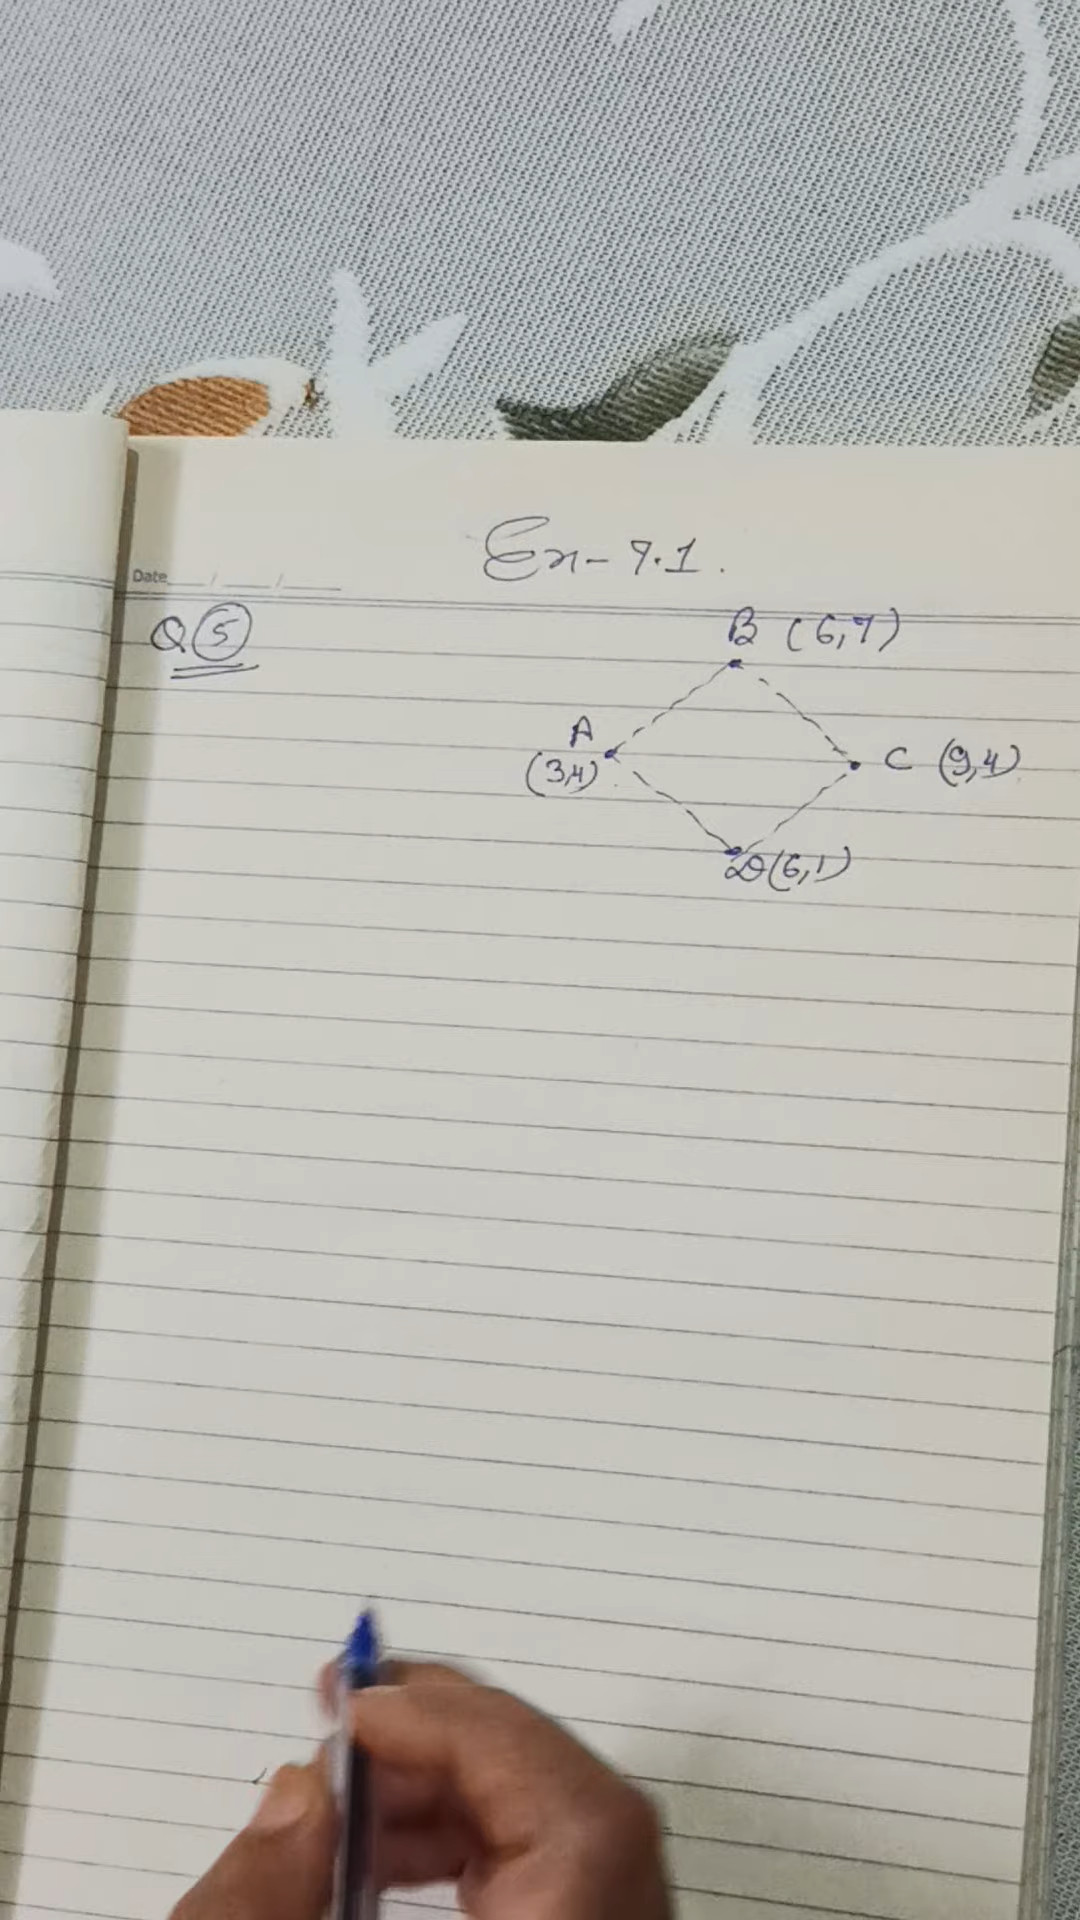 Ex - 7.1.
Date / /
Q 5
B (6,7)
A
(3,4)
C (9,4)
D(6,1)